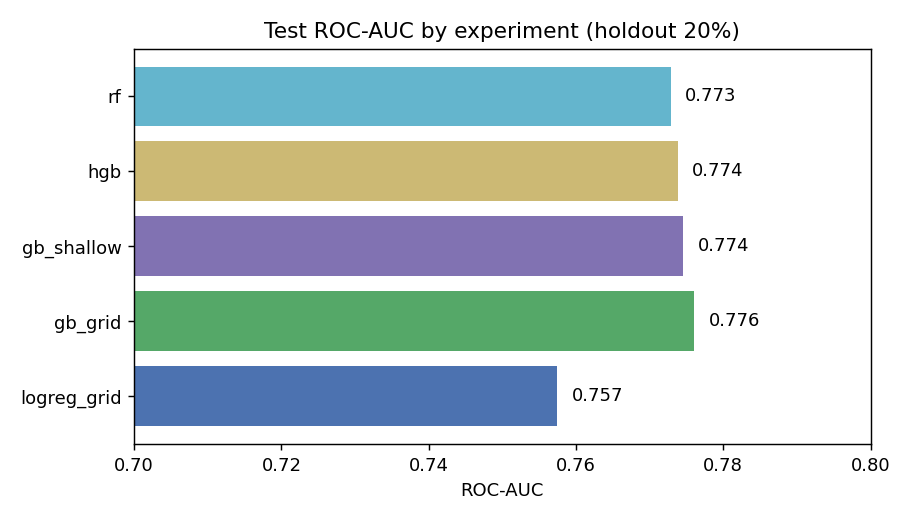 Test ROC-AUC by experiment (holdout 20%)
rf 0.773
hgb 0.774
gb_shallow 0.774
gb_grid 0.776
logreg_grid 0.757
0.70 0.72 0.74 0.76 0.78 0.80
ROC-AUC